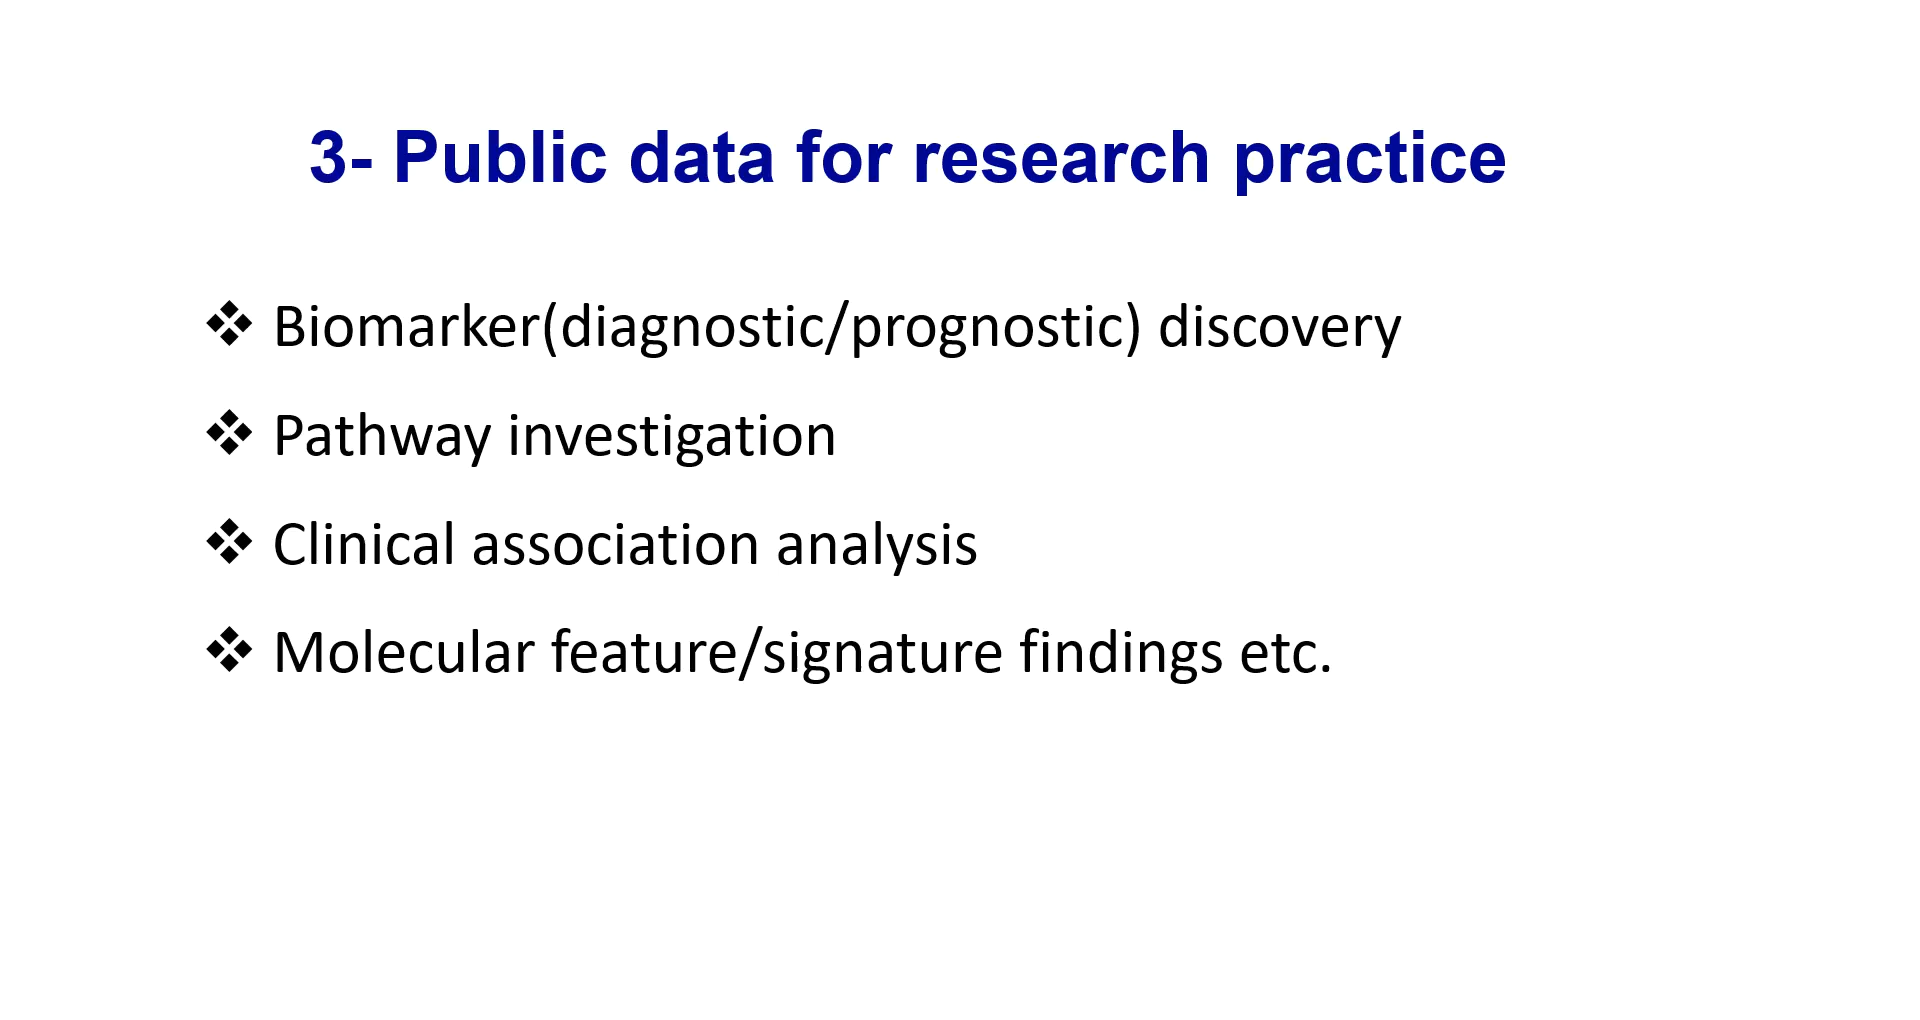 3- Public data for research practice
❖ Biomarker(diagnostic/prognostic) discovery
❖ Pathway investigation
❖ Clinical association analysis
❖ Molecular feature/signature findings etc.